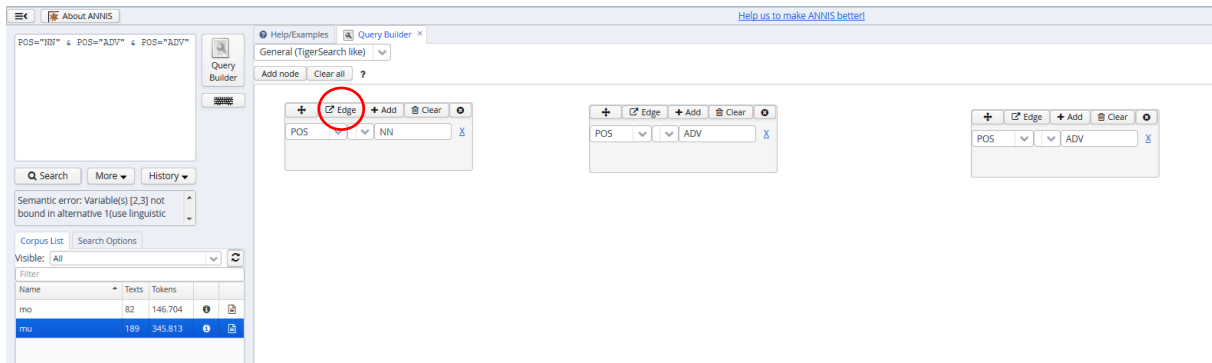 About ANNIS
Help us to make ANNIS better!
POS="NN" & POS="ADV" & POS="ADV"
Query
Builder
Search
More
History
Semantic error: Variable(s) [2,3] not
bound in alternative 1(use linguistic
Corpus List
Search Options
Visible: All
Filter
Name Texts Tokens
mo 82 146.704
mu 189 345.813
Help/Examples
Query Builder ×
General (TigerSearch like)
Add node
Clear all
?
Edge + Add Clear
POS NN X
Edge + Add Clear
POS ADV X
Edge + Add Clear
POS ADV X